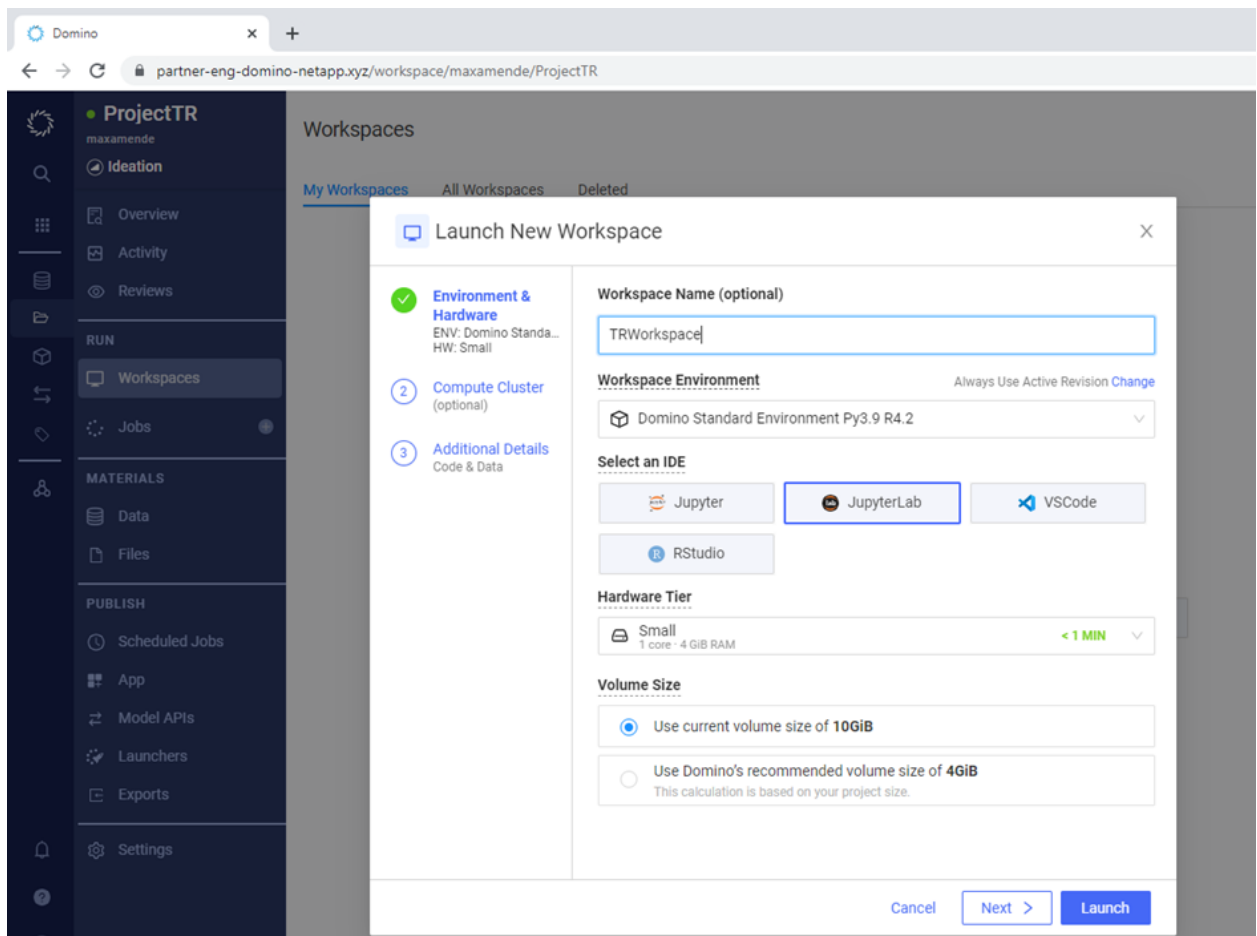 Domino
partner-eng-domino-netapp.xyz/workspace/maxamende/ProjectTR
ProjectTR
maxamende
Ideation
Overview
Activity
Reviews
RUN
Workspaces
Jobs
MATERIALS
Data
Files
PUBLISH
Scheduled Jobs
App
Model APIs
Launchers
Exports
Settings
Workspaces
My Workspaces All Workspaces Deleted
Launch New Workspace
Environment &
Hardware
ENV: Domino Standa...
HW: Small
2 Compute Cluster
(optional)
3 Additional Details
Code & Data
Workspace Name (optional)
TRWorkspace
Workspace Environment Always Use Active Revision Change
Domino Standard Environment Py3.9 R4.2
Select an IDE
Jupyter JupyterLab VSCode
RStudio
Hardware Tier
Small
1 core · 4 GiB RAM
< 1 MIN
Volume Size
Use current volume size of 10GiB
Use Domino's recommended volume size of 4GiB
This calculation is based on your project size.
Cancel Next > Launch